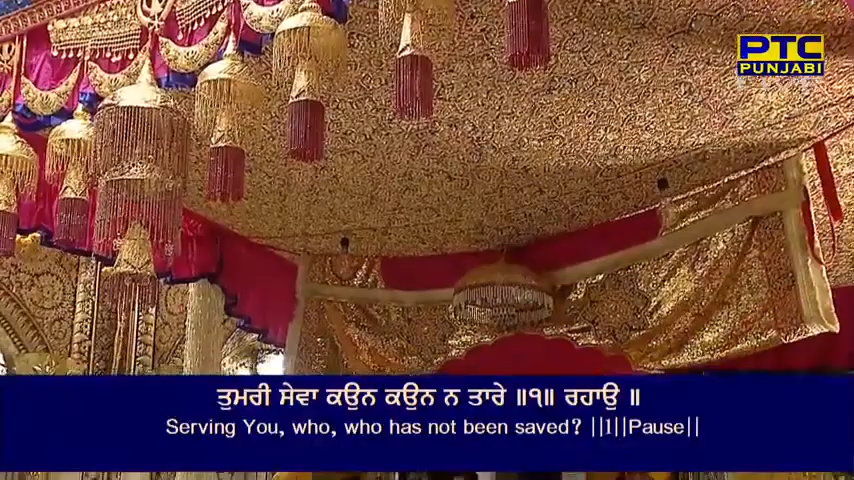 PTC
PUNJABI
ਤੁਮਰੀ ਸੇਵਾ ਕਉਨ ਕਉਨ ਨ ਤਾਰੇ ॥੧॥ ਰਹਾਉ ॥
Serving You, who, who has not been saved? ||1||Pause||